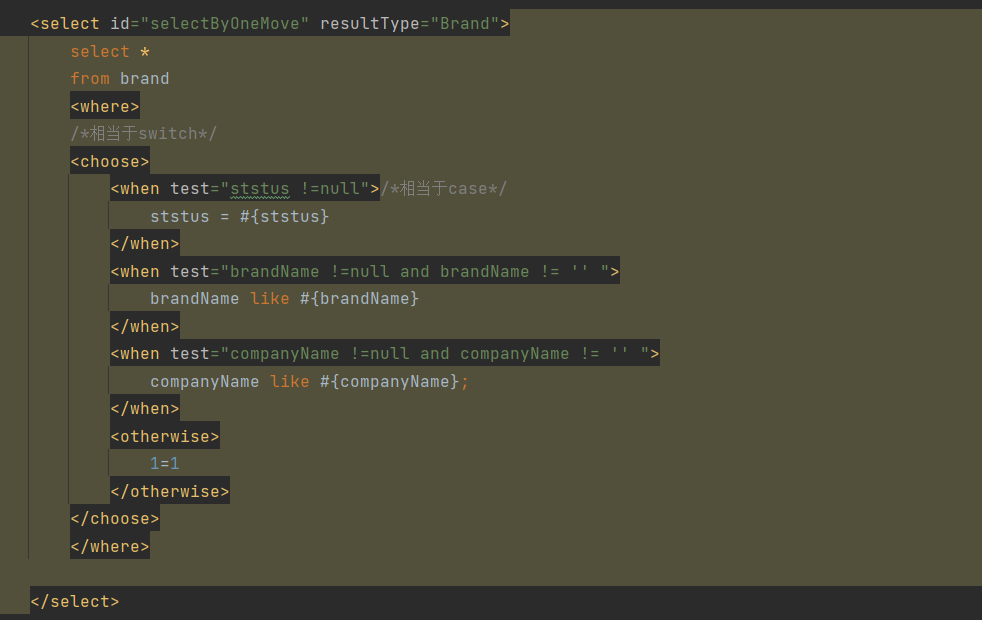 <select id="selectByOneMove" resultType="Brand">
select *
from brand
<where>
/*相当于switch*/
<choose>
<when test="ststus !=null">/*相当于case*/
ststus = #{ststus}
</when>
<when test="brandName !=null and brandName != '' ">
brandName like #{brandName}
</when>
<when test="companyName !=null and companyName != '' ">
companyName like #{companyName};
</when>
<otherwise>
1=1
</otherwise>
</choose>
</where>
</select>